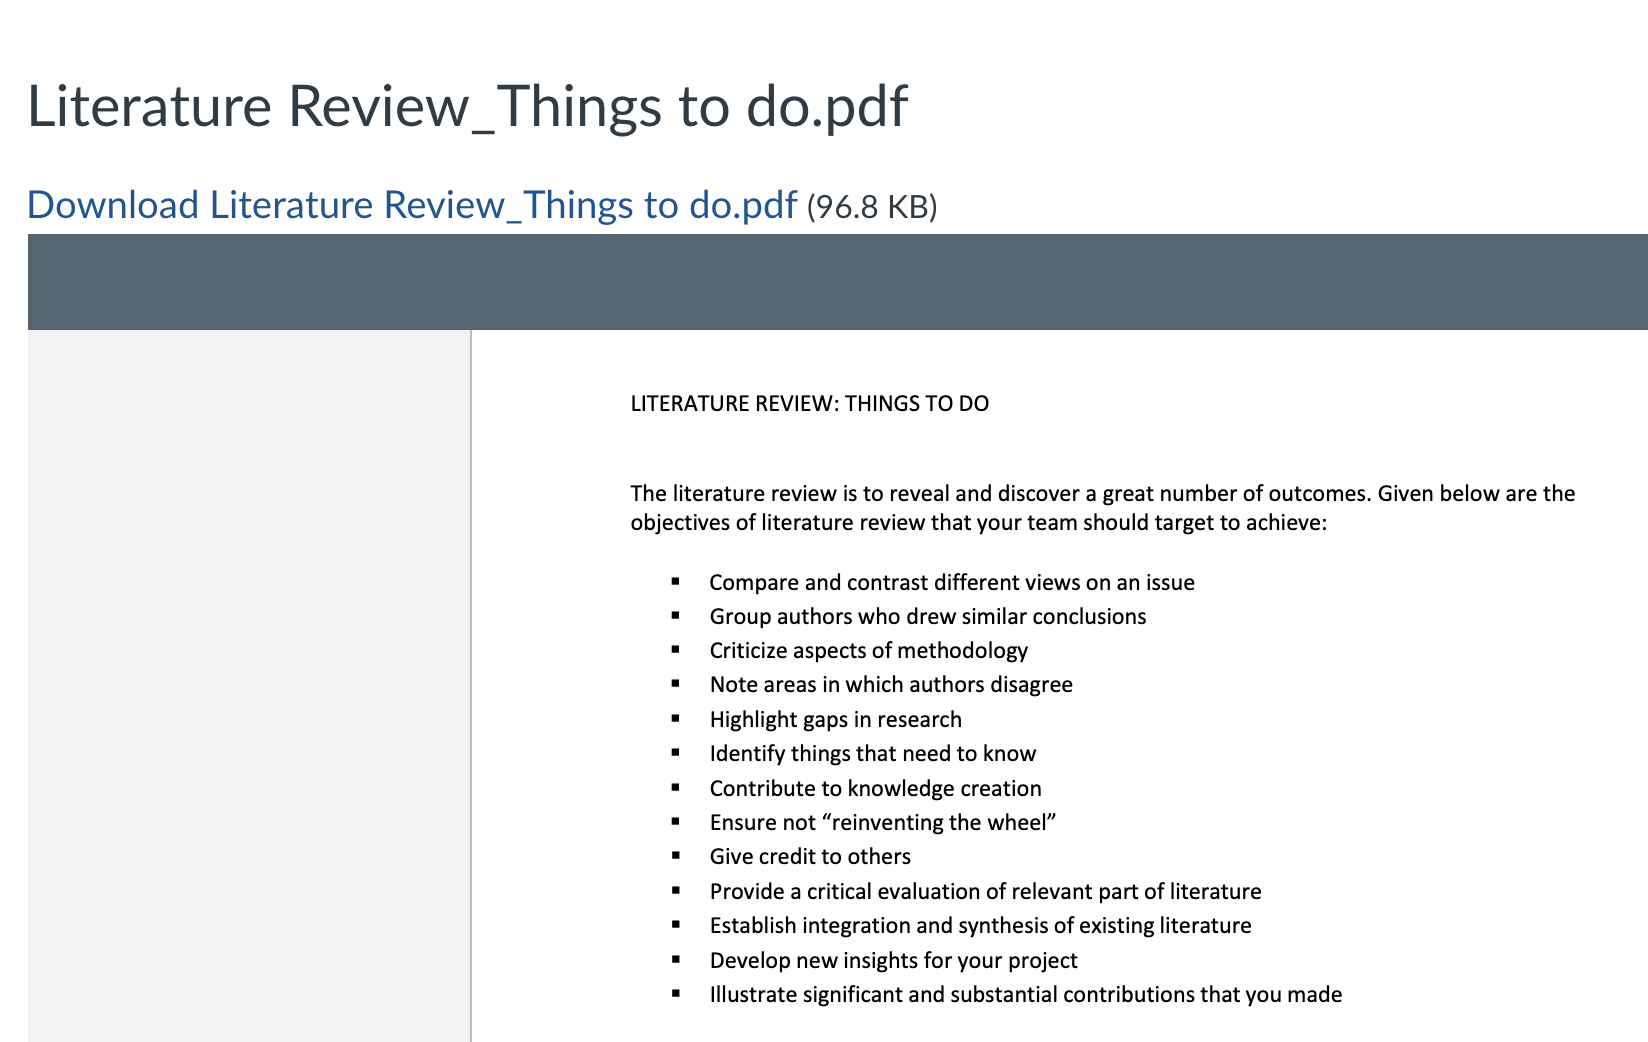 Literature Review_Things to do.pdf
Download Literature Review_Things to do.pdf (96.8 KB)
LITERATURE REVIEW: THINGS TO DO
The literature review is to reveal and discover a great number of outcomes. Given below are the
objectives of literature review that your team should target to achieve:
▪ Compare and contrast different views on an issue
▪ Group authors who drew similar conclusions
▪ Criticize aspects of methodology
▪ Note areas in which authors disagree
▪ Highlight gaps in research
▪ Identify things that need to know
▪ Contribute to knowledge creation
▪ Ensure not “reinventing the wheel”
▪ Give credit to others
▪ Provide a critical evaluation of relevant part of literature
▪ Establish integration and synthesis of existing literature
▪ Develop new insights for your project
▪ Illustrate significant and substantial contributions that you made